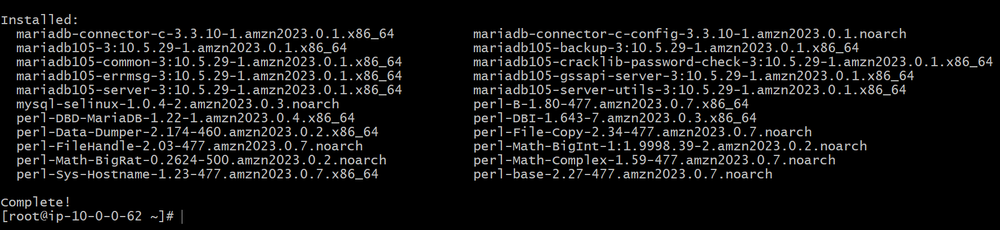 Installed:
  mariadb-connector-c-3.3.10-1.amzn2023.0.1.x86_64          mariadb-connector-c-config-3.3.10-1.amzn2023.0.1.noarch
  mariadb105-3:10.5.29-1.amzn2023.0.1.x86_64                mariadb105-backup-3:10.5.29-1.amzn2023.0.1.x86_64
  mariadb105-common-3:10.5.29-1.amzn2023.0.1.x86_64         mariadb105-cracklib-password-check-3:10.5.29-1.amzn2023.0.1.x86_64
  mariadb105-errmsg-3:10.5.29-1.amzn2023.0.1.x86_64         mariadb105-gssapi-server-3:10.5.29-1.amzn2023.0.1.x86_64
  mariadb105-server-3:10.5.29-1.amzn2023.0.1.x86_64         mariadb105-server-utils-3:10.5.29-1.amzn2023.0.1.x86_64
  mysql-selinux-1.0.4-2.amzn2023.0.3.noarch                 perl-B-1.80-477.amzn2023.0.7.x86_64
  perl-DBD-MariaDB-1.22-1.amzn2023.0.4.x86_64               perl-DBI-1.643-7.amzn2023.0.3.x86_64
  perl-Data-Dumper-2.174-460.amzn2023.0.2.x86_64            perl-File-Copy-2.34-477.amzn2023.0.7.noarch
  perl-FileHandle-2.03-477.amzn2023.0.7.noarch              perl-Math-BigInt-1:1.9998.39-2.amzn2023.0.2.noarch
  perl-Math-BigRat-0.2624-500.amzn2023.0.2.noarch           perl-Math-Complex-1.59-477.amzn2023.0.7.noarch
  perl-Sys-Hostname-1.23-477.amzn2023.0.7.x86_64            perl-base-2.27-477.amzn2023.0.7.noarch

Complete!
[root@ip-10-0-0-62 ~]#